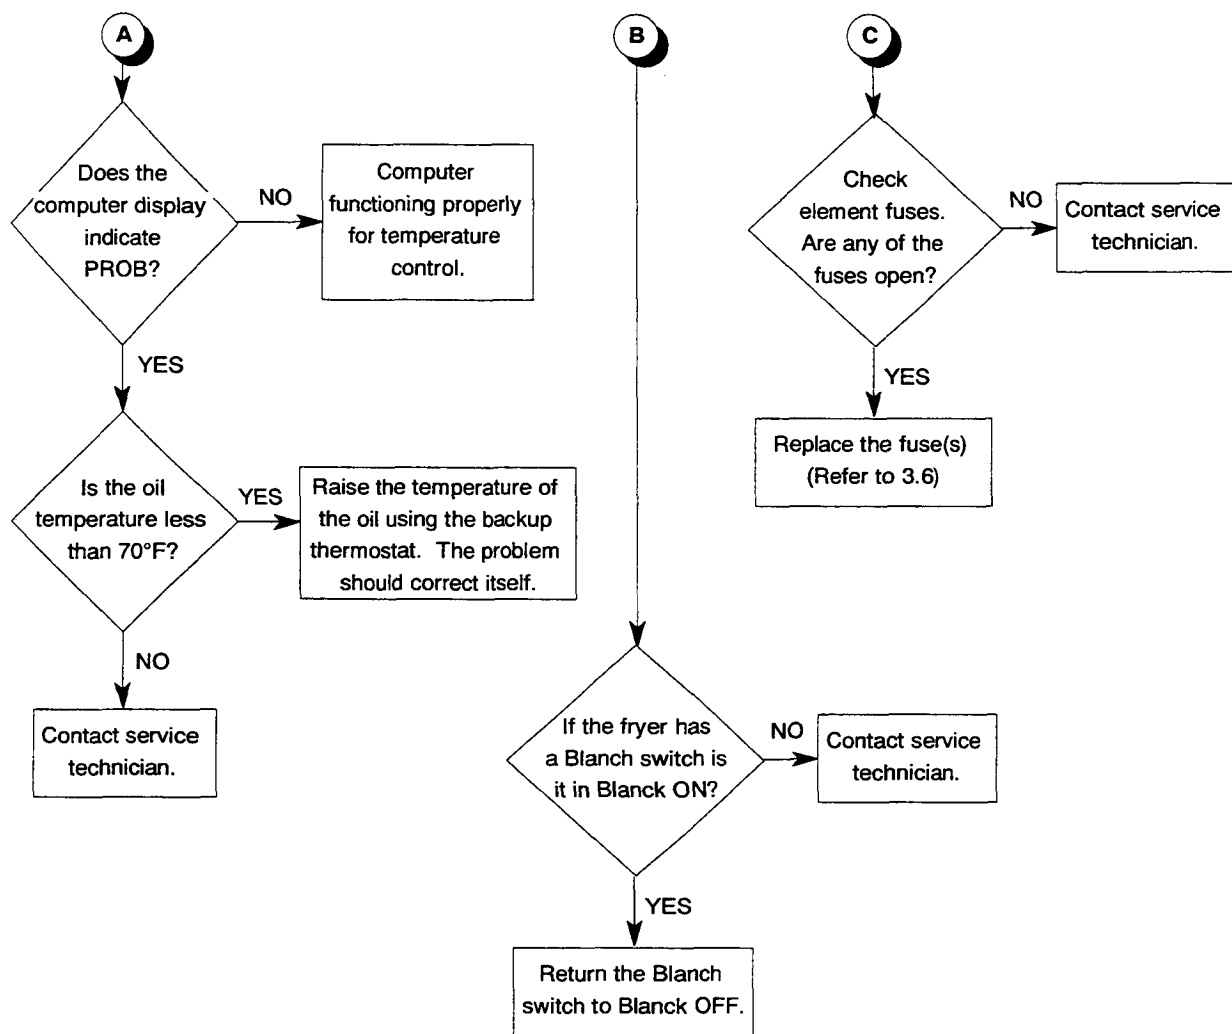 A
Does the
computer display
indicate
PROB?
NO
Computer
functioning properly
for temperature
control.
YES
Is the oil
temperature less
than 70°F?
YES
Raise the temperature of
the oil using the backup
thermostat. The problem
should correct itself.
NO
Contact service
technician.
B
If the fryer has
a Blanch switch is
it in Blanck ON?
NO
Contact service
technician.
YES
Return the Blanch
switch to Blanck OFF.
C
Check
element fuses.
Are any of the
fuses open?
NO
Contact service
technician.
YES
Replace the fuse(s)
(Refer to 3.6)